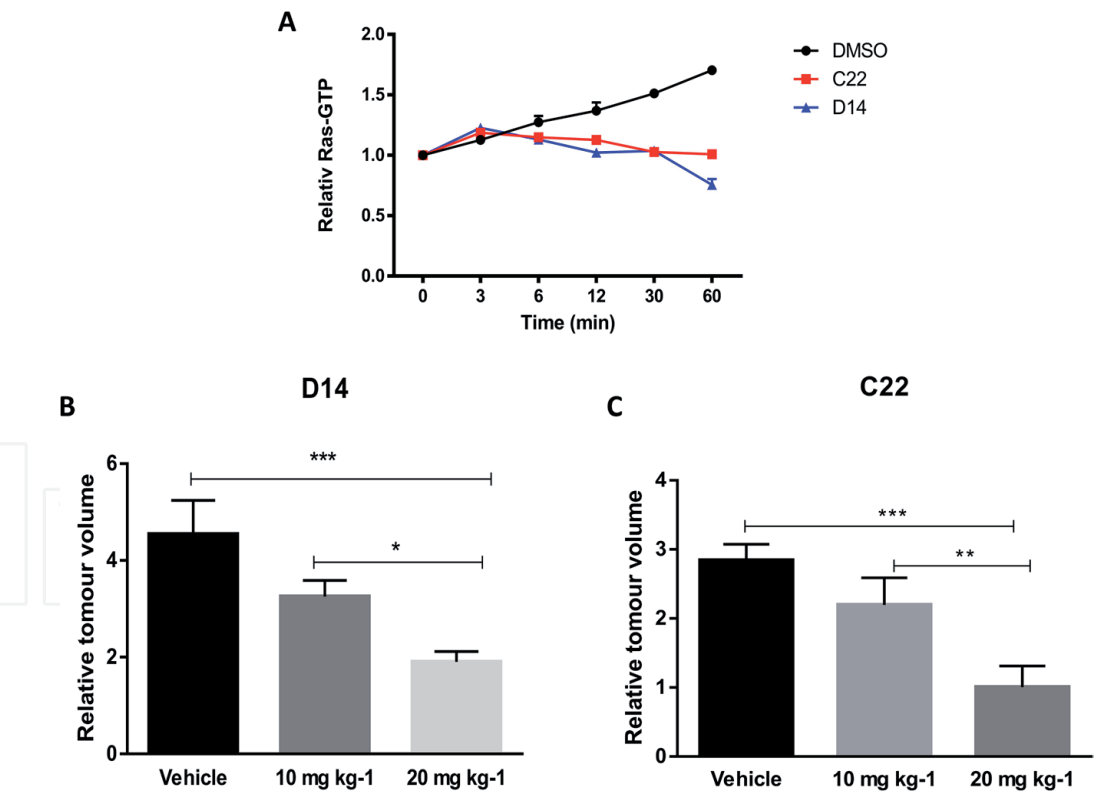 A
2.0
1.5
1.0
0.5
0.0
Relativ Ras-GTP
0 3 6 12 30 60
Time (min)
DMSO
C22
D14
B
D14
6
4
2
0
Relative tomour volume
***
*
Vehicle 10 mg kg-1 20 mg kg-1
C
C22
4
3
2
1
0
Relative tomour volume
***
**
Vehicle 10 mg kg-1 20 mg kg-1